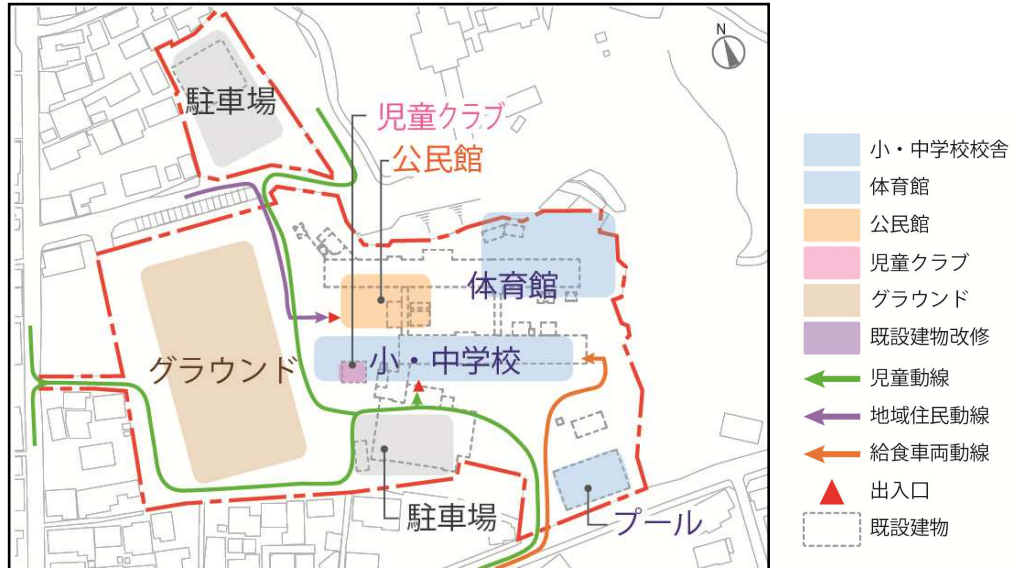 N
駐車場
児童クラブ
公民館
体育館
小・中学校
グラウンド
駐車場
プール
小・中学校校舎
体育館
公民館
児童クラブ
グラウンド
既設建物改修
児童動線
地域住民動線
給食車両動線
出入口
既設建物